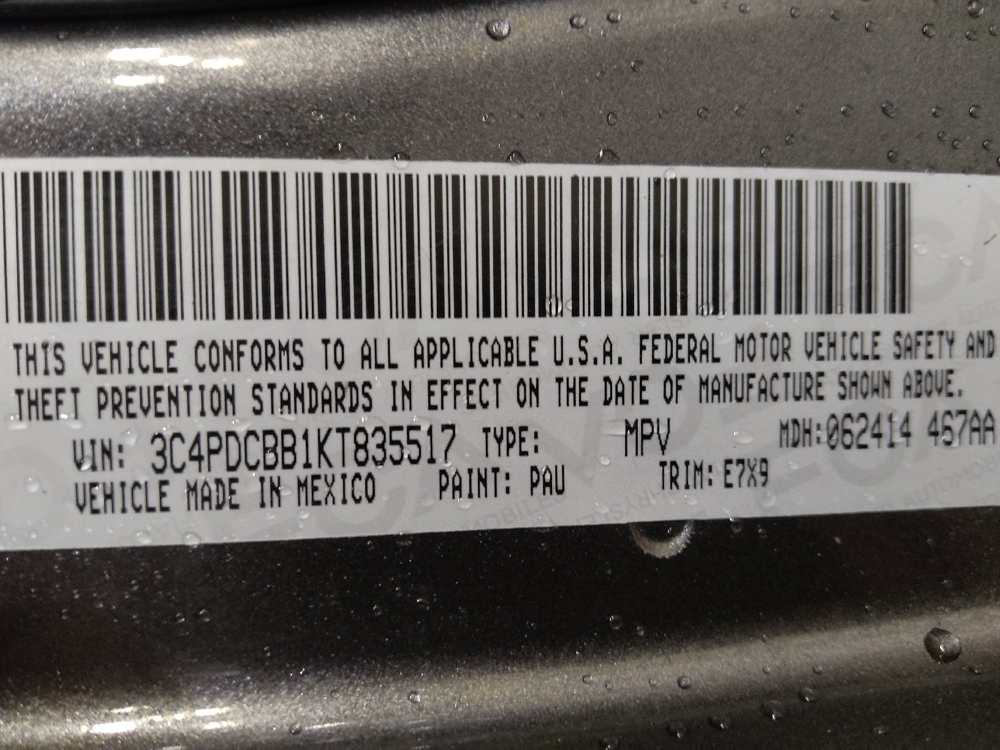 THIS VEHICLE CONFORMS TO ALL APPLICABLE U.S.A. FEDERAL MOTOR VEHICLE SAFETY AND
THEFT PREVENTION STANDARDS IN EFFECT ON THE DATE OF MANUFACTURE SHOWN ABOVE.
VIN: 3C4PDCBB1KT835517 TYPE: MPV MDH:062414 467AA
VEHICLE MADE IN MEXICO PAINT: PAU TRIM: E7X9